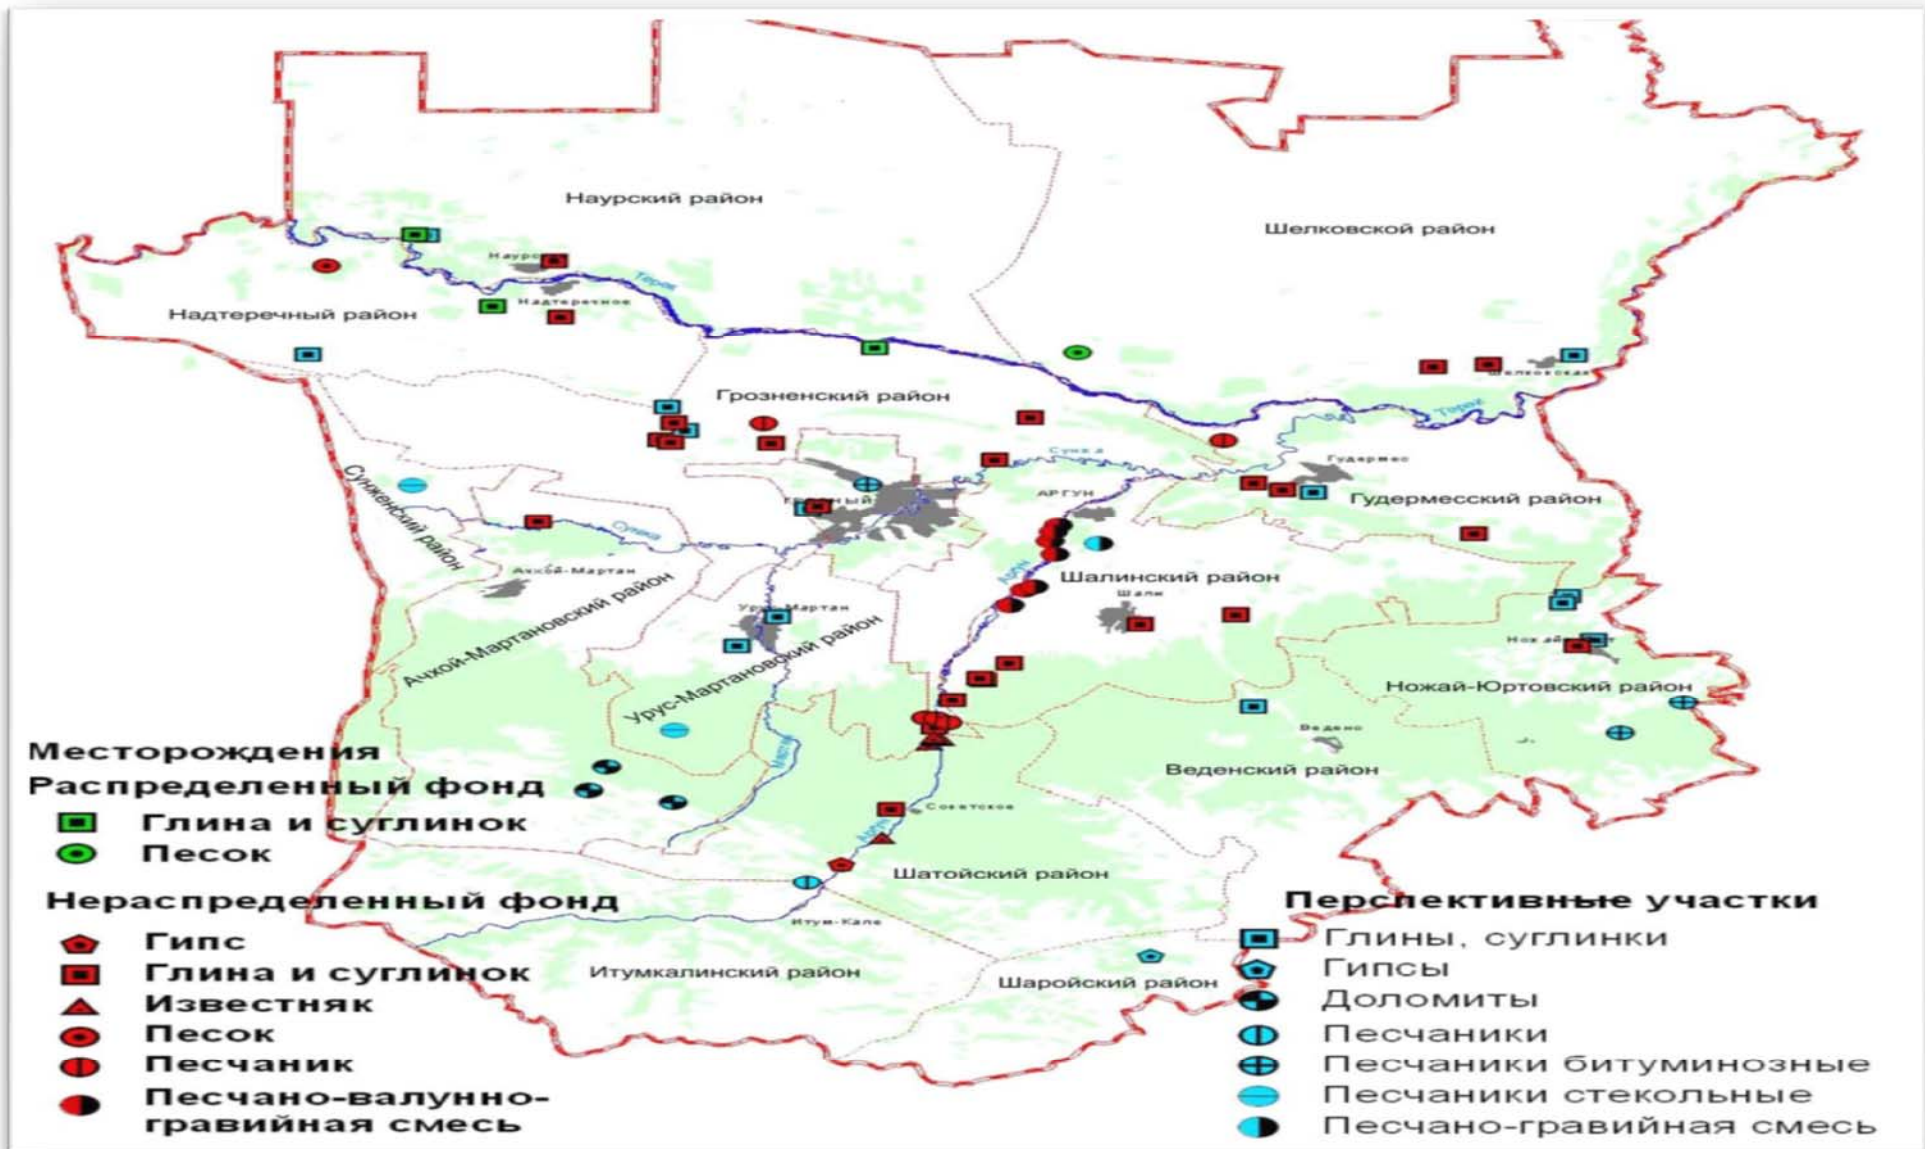 Наурский район
Шелковской район
Терек
Надтеречное
Надтеречный район
Грозненский район
Терек
Сунжа
Гудермес
АРГУН
Гудермесский район
Сунженский район
Сунжа
Ачхой-Мартан
Аргун
Шалинский район
Шали
Ачхой-Мартановский район
Урус-Мартан
Урус-Мартановский район
Ножай-Юртовский район
Ведено
Веденский район
Советское
Аргун
Шатойский район
Итум-Кале
Итумкалинский район
Шаройский район
Месторождения
Распределенный фонд
Глина и суглинок
Песок
Нераспределенный фонд
Гипс
Глина и суглинок
Известняк
Песок
Песчаник
Песчано-валунно-
гравийная смесь
Перспективные участки
Глины, суглинки
Гипсы
Доломиты
Песчаники
Песчаники битуминозные
Песчаники стекольные
Песчано-гравийная смесь